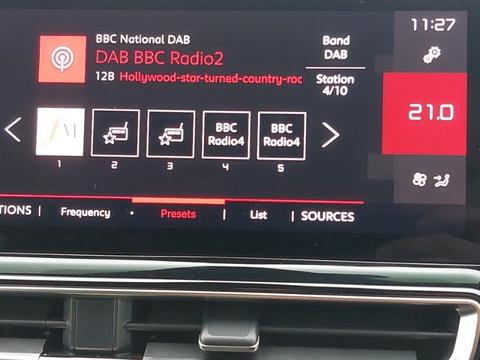 11:27
BBC National DAB
DAB BBC Radio2
12B Hollywood-star-turned-country-roc
Band
DAB
Station
4/10
21.0
fM
BBC
Radio4
BBC
Radio4
1 2 3 4 5
TIONS | Frequency • Presets | List | SOURCES